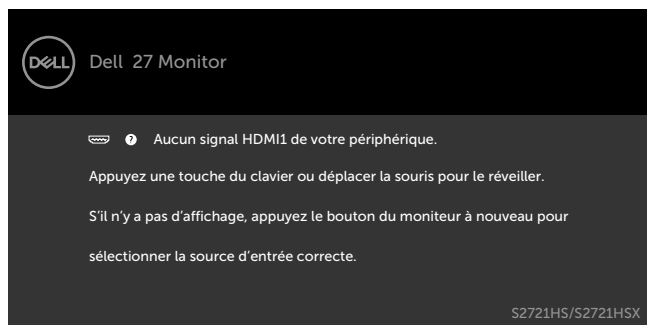 DELL
Dell 27 Monitor
? Aucun signal HDMI1 de votre périphérique.
Appuyez une touche du clavier ou déplacer la souris pour le réveiller.
S’il n’y a pas d’affichage, appuyez le bouton du moniteur à nouveau pour
sélectionner la source d’entrée correcte.
S2721HS/S2721HSX